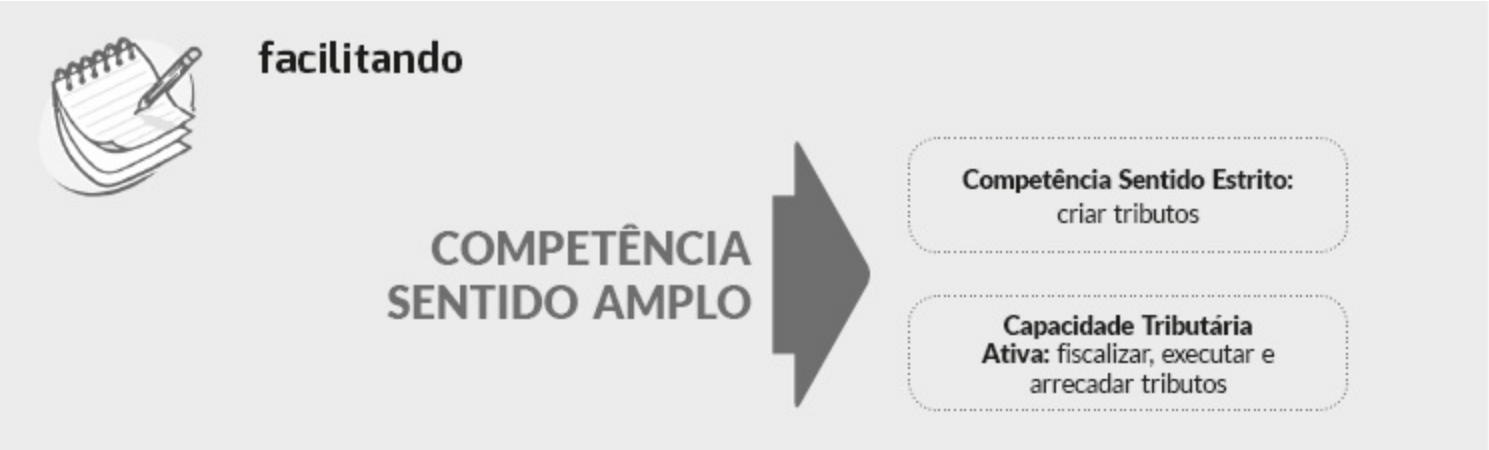 facilitando
COMPETÊNCIA
SENTIDO AMPLO
Competência Sentido Estrito:
criar tributos
Capacidade Tributária
Ativa: fiscalizar, executar e
arrecadar tributos